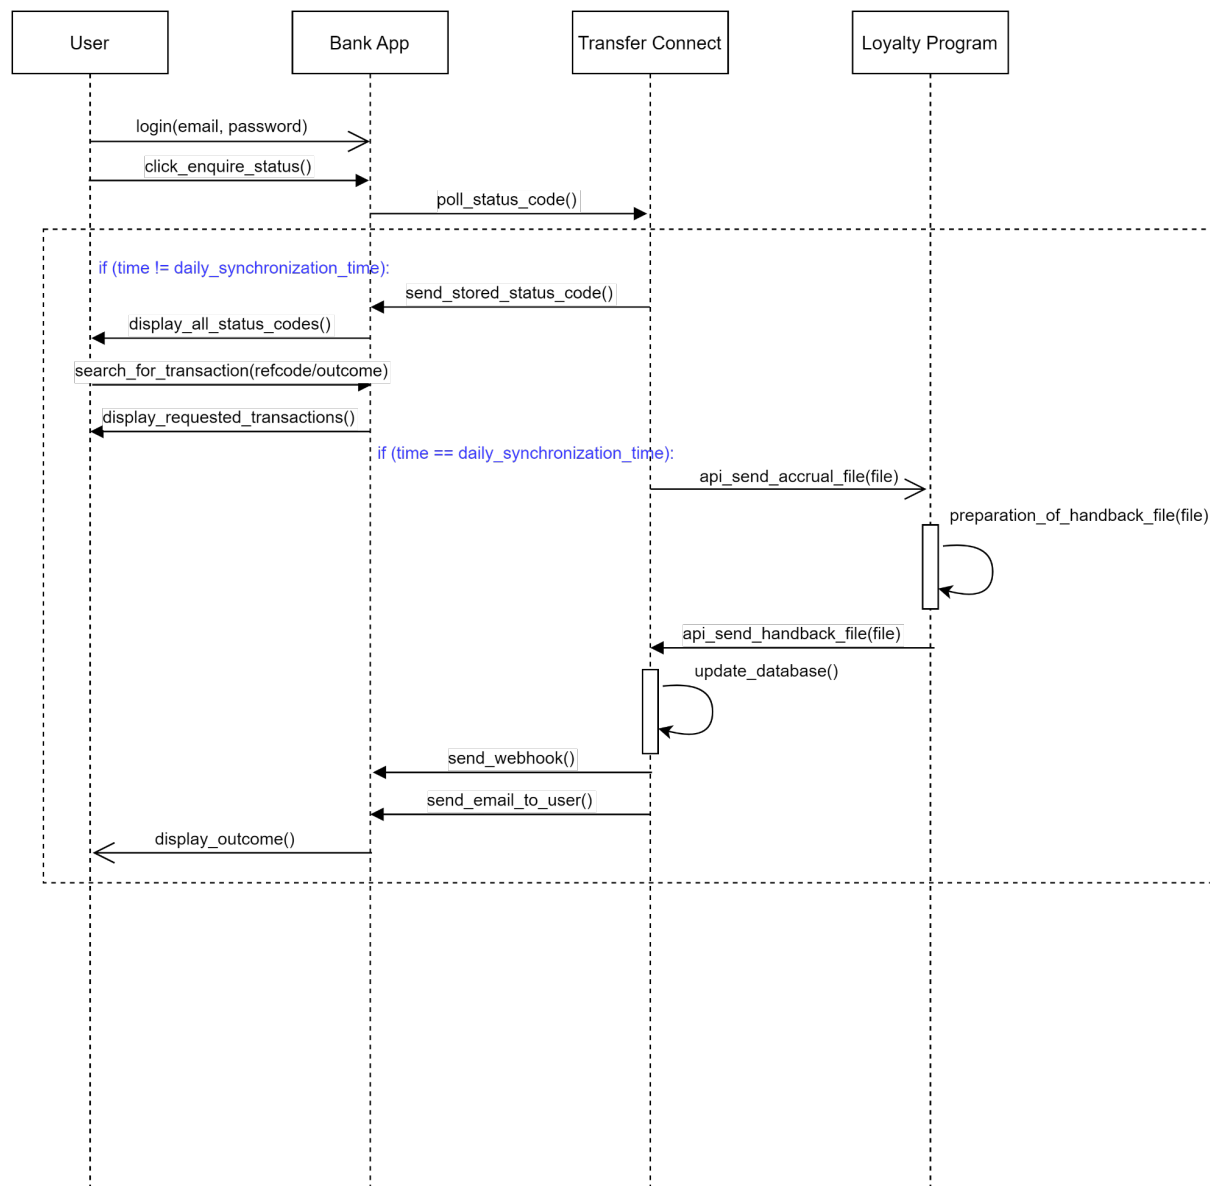 User
Bank App
Transfer Connect
Loyalty Program
login(email, password)
click_enquire_status()
poll_status_code()
if (time != daily_synchronization_time):
send_stored_status_code()
display_all_status_codes()
search_for_transaction(refcode/outcome)
display_requested_transactions()
if (time == daily_synchronization_time):
api_send_accrual_file(file)
preparation_of_handback_file(file)
api_send_handback_file(file)
update_database()
send_webhook()
send_email_to_user()
display_outcome()